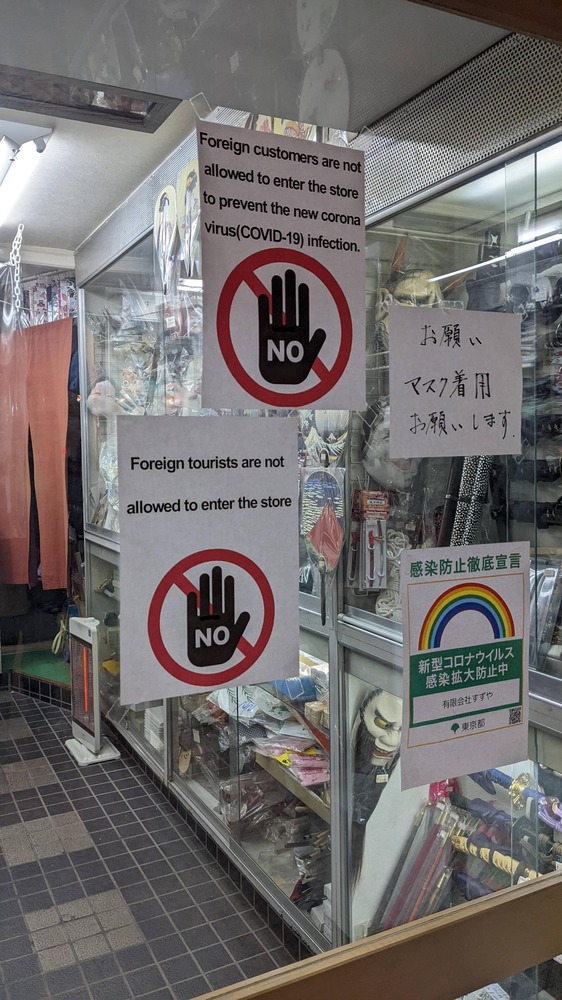 Foreign customers are not
allowed to enter the store
to prevent the new corona
virus(COVID-19) infection.
NO
Foreign tourists are not
allowed to enter the store
NO
お願い
マスク着用
お願いします.
感染防止徹底宣言
新型コロナウイルス
感染拡大防止中
有限会社すずや
東京都